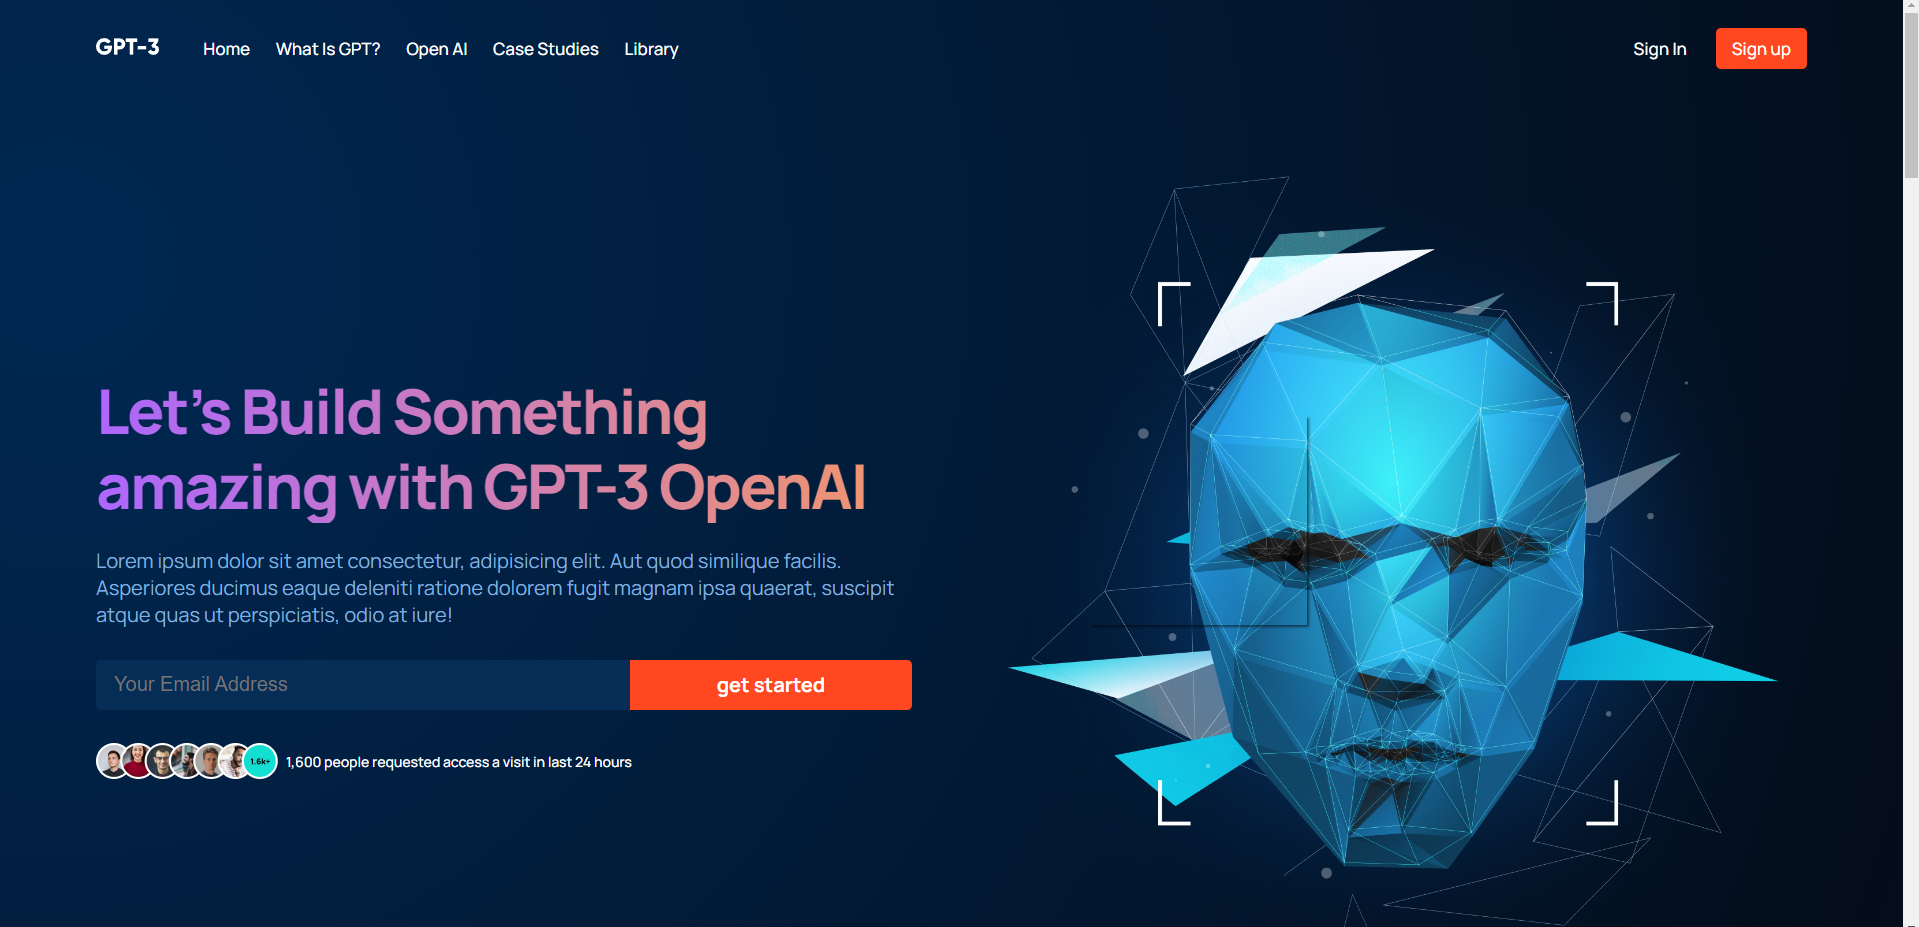 GPT-3
Home
What Is GPT?
Open AI
Case Studies
Library
Sign In
Sign up
Let's Build Something
amazing with GPT-3 OpenAI
Lorem ipsum dolor sit amet consectetur, adipisicing elit. Aut quod similique facilis.
Asperiores ducimus eaque deleniti ratione dolorem fugit magnam ipsa quaerat, suscipit
atque quas ut perspiciatis, odio at iure!
Your Email Address
get started
1.6k+
1,600 people requested access a visit in last 24 hours